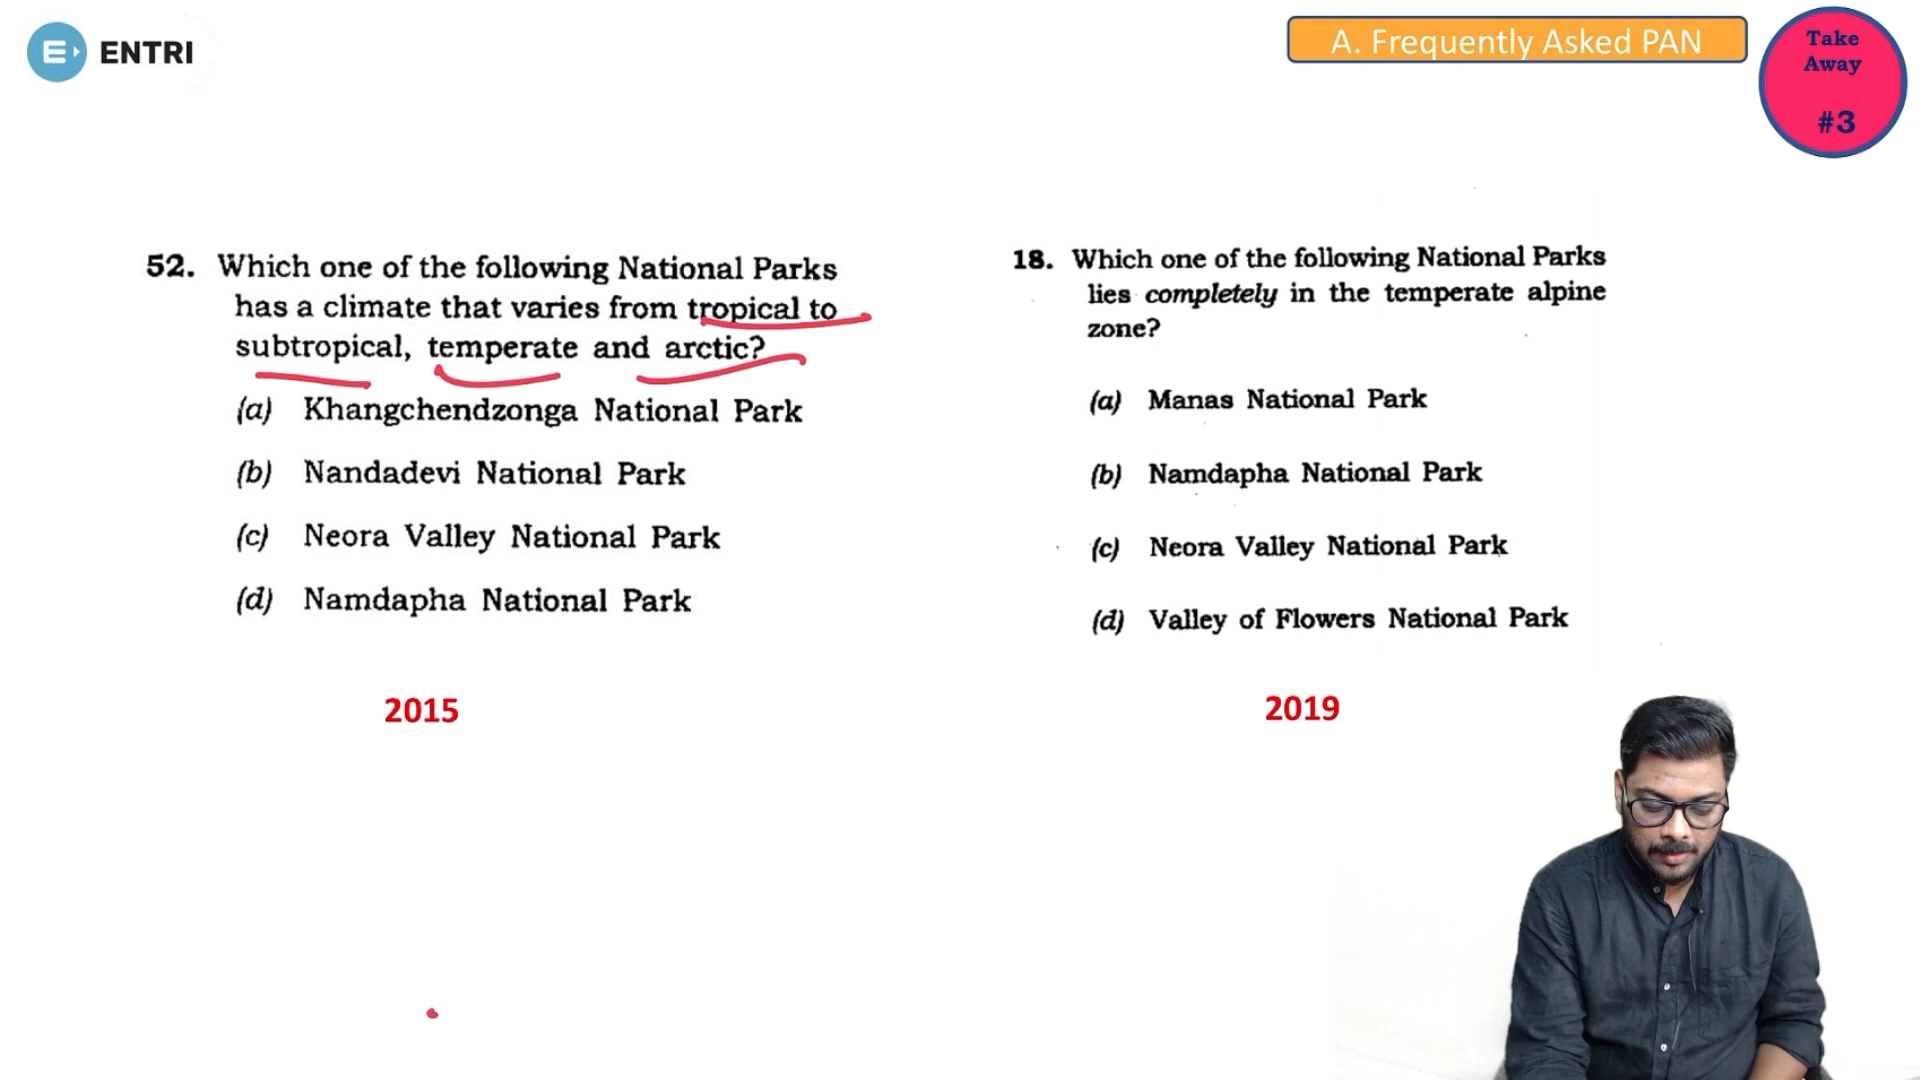 E ENTRI
A. Frequently Asked PAN
Take
Away
#3
52. Which one of the following National Parks
has a climate that varies from tropical to
subtropical, temperate and arctic?
(a) Khangchendzonga National Park
(b) Nandadevi National Park
(c) Neora Valley National Park
(d) Namdapha National Park
2015
18. Which one of the following National Parks
lies completely in the temperate alpine
zone?
(a) Manas National Park
(b) Namdapha National Park
(c) Neora Valley National Park
(d) Valley of Flowers National Park
2019